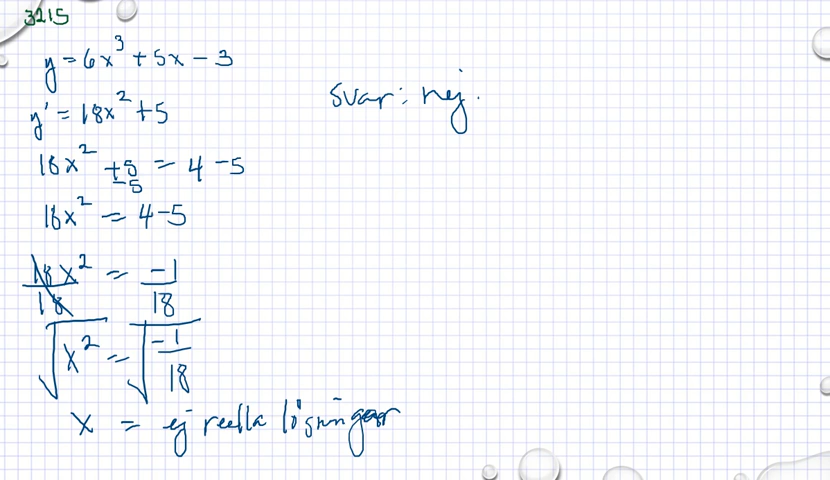 3215
y = 6x³ + 5x - 3
y' = 18x² + 5
18x² +5 -5 = 4 -5
18x² = 4-5
18x²/18 = -1/18
√x² = √(-1/18)
x = ej reella lösningar
Svar: nej.